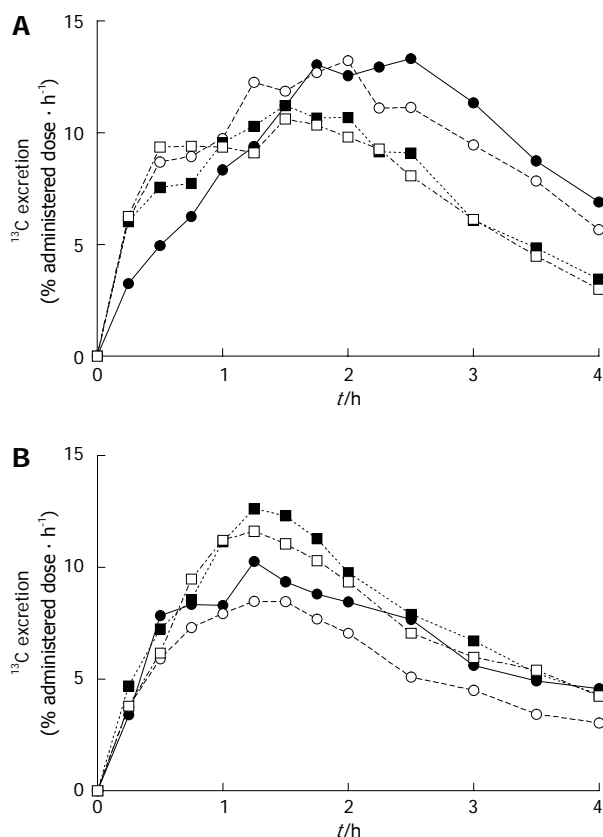 A
15
10
5
0
¹³C excretion
(% administered dose · h⁻¹)
0 1 2 3 4
t/h
B
15
10
5
0
¹³C excretion
(% administered dose · h⁻¹)
0 1 2 3 4
t/h